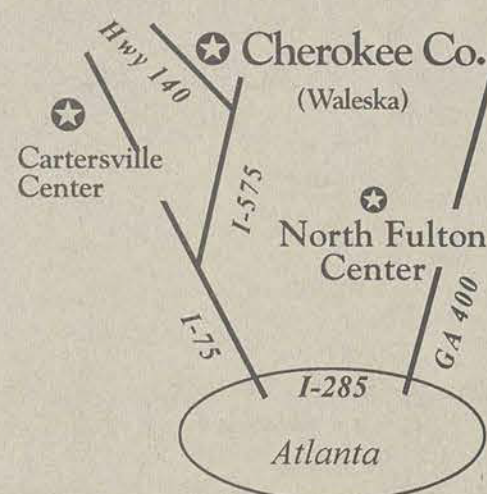 Hwy 140
Cherokee Co.
(Waleska)
Cartersville
Center
I-575
North Fulton
Center
I-75
GA 400
I-285
Atlanta